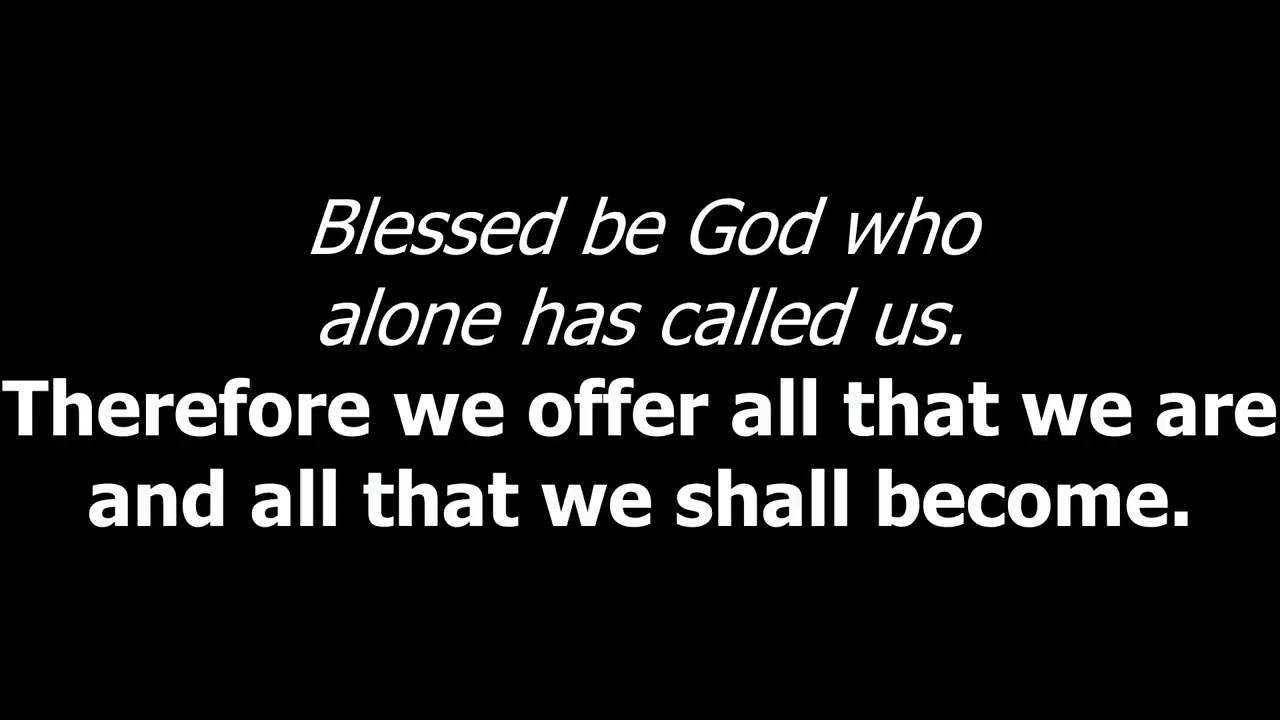 Blessed be God who
alone has called us.
Therefore we offer all that we are
and all that we shall become.